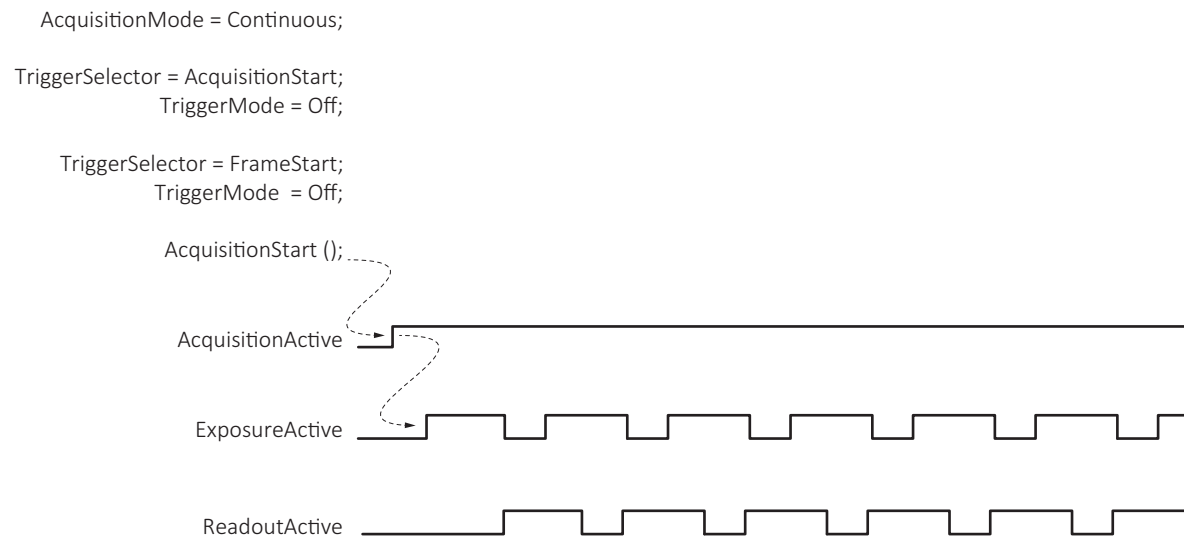 AcquisitionMode = Continuous;
TriggerSelector = AcquisitionStart;
TriggerMode = Off;
TriggerSelector = FrameStart;
TriggerMode  = Off;
AcquisitionStart ();
AcquisitionActive
ExposureActive
ReadoutActive